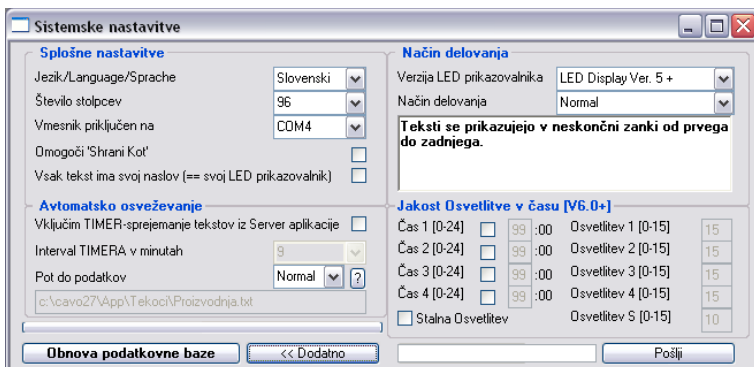 Sistemske nastavitve
Splošne nastavitve
Jezik/Language/Sprache Slovenski
Število stolpcev 96
Vmesnik priključen na COM4
Omogoči 'Shrani Kot'
Vsak tekst ima svoj naslov (== svoj LED prikazovalnik)
Avtomatsko osveževanje
Vključim TIMER-sprejemanje tekstov iz Server aplikacije
Interval TIMERA v minutah 9
Pot do podatkov Normal ?
c:\cavo27\App\Tekoci\Proizvodnja.txt
Obnova podatkovne baze << Dodatno
Način delovanja
Verzija LED prikazovalnika LED Display Ver. 5 +
Način delovanja Normal
Teksti se prikazujejo v neskončni zanki od prvega
do zadnjega.
Jakost Osvetlitve v času [V6.0+]
Čas 1 [0-24] 99 :00 Osvetlitev 1 [0-15] 15
Čas 2 [0-24] 99 :00 Osvetlitev 2 [0-15] 15
Čas 3 [0-24] 99 :00 Osvetlitev 3 [0-15] 15
Čas 4 [0-24] 99 :00 Osvetlitev 4 [0-15] 15
Stalna Osvetlitev Osvetlitev S [0-15] 10
Pošlji